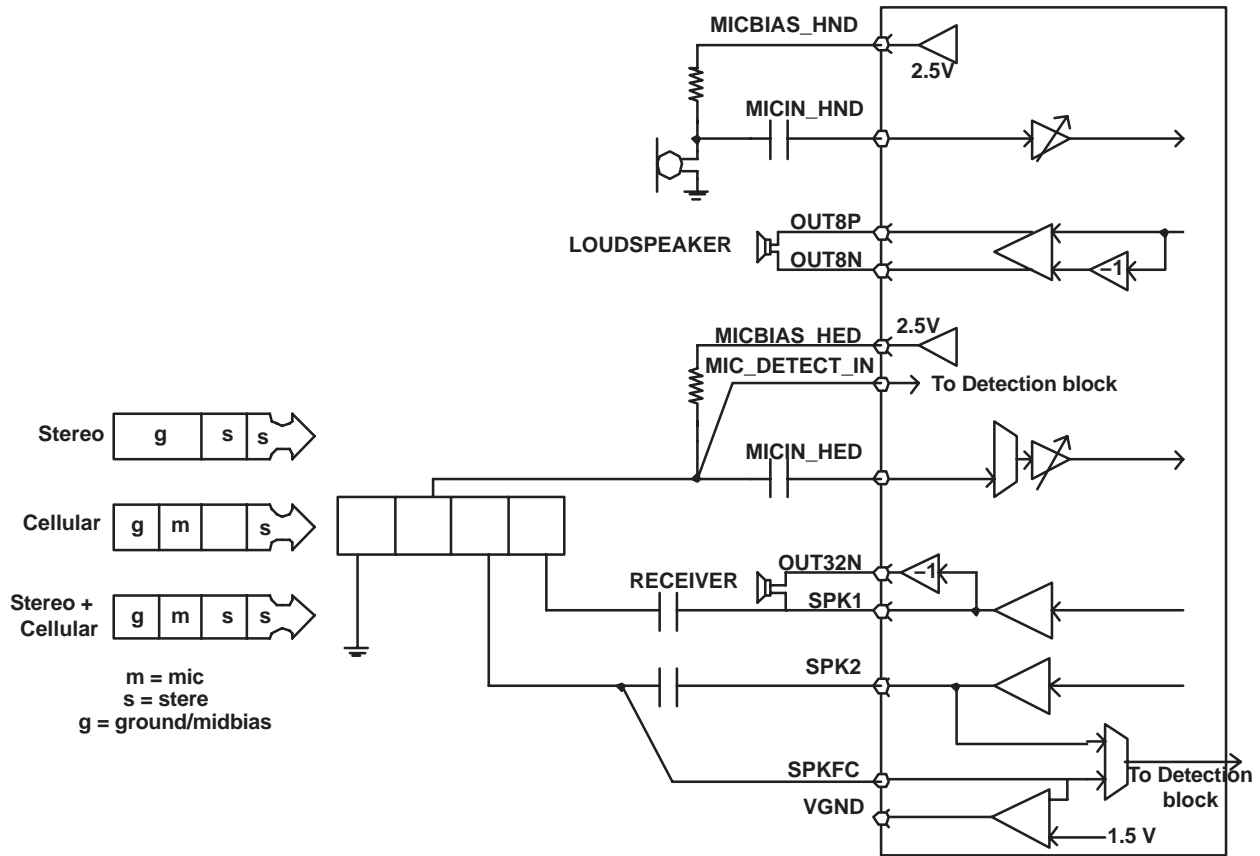 MICBIAS_HND
2.5V
MICIN_HND
OUT8P
LOUDSPEAKER
OUT8N
–1
2.5V
MICBIAS_HED
MIC_DETECT_IN
To Detection block
Stereo
g
s
s
MICIN_HED
Cellular
g
m
s
OUT32N
–1
RECEIVER
SPK1
Stereo +
Cellular
g
m
s
s
SPK2
m = mic
s = stere
g = ground/midbias
SPKFC
To Detection
block
VGND
1.5 V